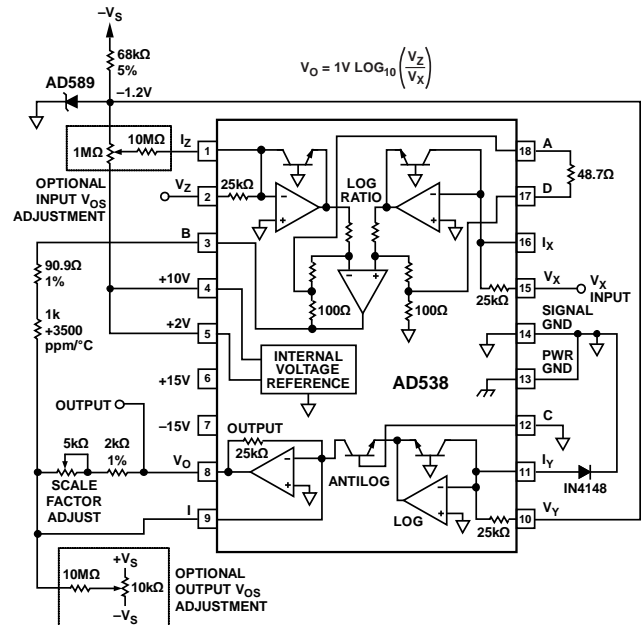 –VS
68kΩ
5%
AD589
–1.2V
VO = 1V LOG10 (VZ / VX)
1MΩ
10MΩ
OPTIONAL
INPUT VOS
ADJUSTMENT
IZ
1
25kΩ
VZ
2
B
3
90.9Ω
1%
1k
+3500
ppm/°C
+10V
4
+2V
5
+15V
6
–15V
7
OUTPUT
5kΩ
2kΩ
1%
SCALE
FACTOR
ADJUST
VO
8
I
9
10MΩ
+VS
10kΩ
–VS
OPTIONAL
OUTPUT VOS
ADJUSTMENT
LOG
RATIO
100Ω
100Ω
INTERNAL
VOLTAGE
REFERENCE
AD538
OUTPUT
25kΩ
ANTILOG
LOG
25kΩ
25kΩ
18
A
48.7Ω
17
D
16
IX
15
VX
VX
INPUT
SIGNAL
GND
14
PWR
GND
13
12
C
11
IY
IN4148
10
VY